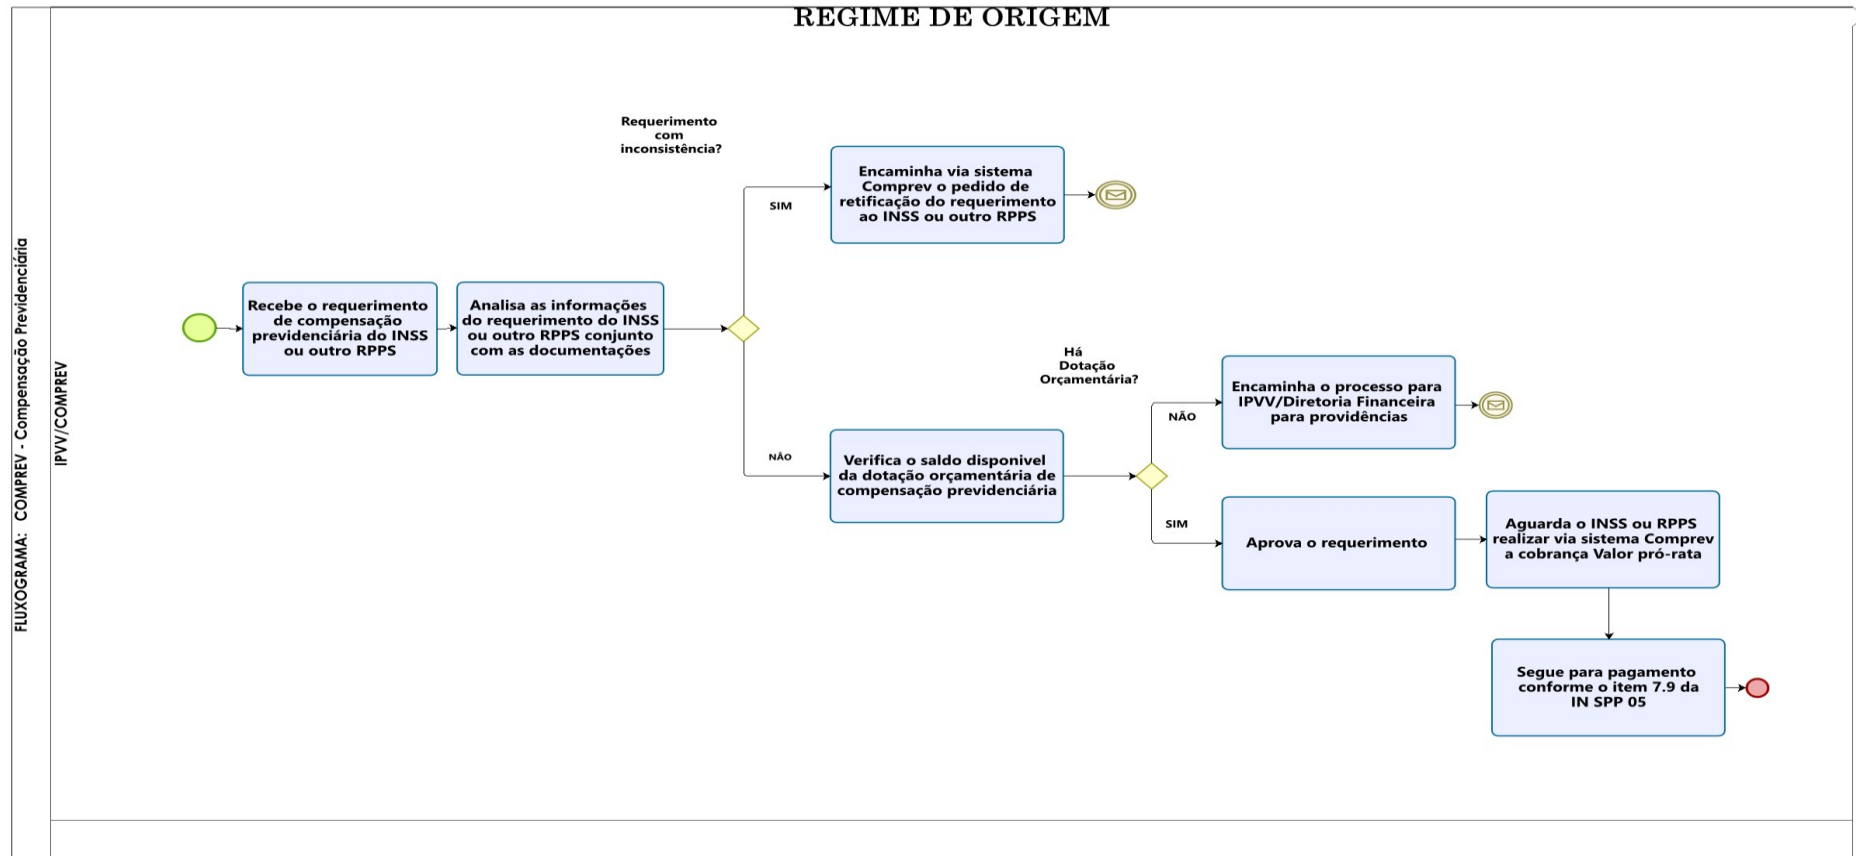 REGIME DE ORIGEM
FLUXOGRAMA: COMPREV - Compensação Previdenciária
IPVV/COMPREV
Recebe o requerimento
de compensação
previdenciária do INSS
ou outro RPPS
Analisa as informações
do requerimento do INSS
ou outro RPPS conjunto
com as documentações
Requerimento
com
inconsistência?
SIM
Encaminha via sistema
Comprev o pedido de
retificação do requerimento
ao INSS ou outro RPPS
NÃO
Verifica o saldo disponivel
da dotação orçamentária de
compensação previdenciária
Há
Dotação
Orçamentária?
NÃO
Encaminha o processo para
IPVV/Diretoria Financeira
para providências
SIM
Aprova o requerimento
Aguarda o INSS ou RPPS
realizar via sistema Comprev
a cobrança Valor pró-rata
Segue para pagamento
conforme o item 7.9 da
IN SPP 05